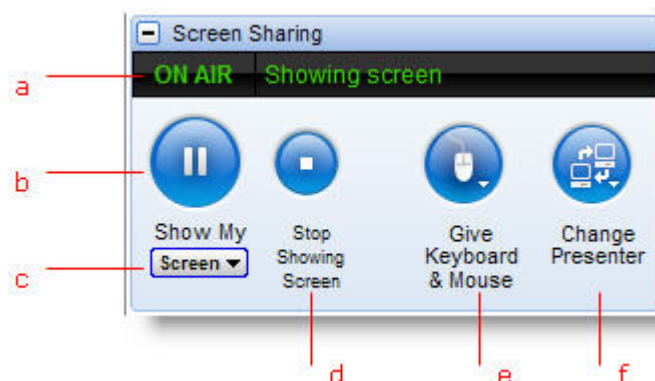 Screen Sharing
a
ON AIR Showing screen
b
Show My
Screen
Stop
Showing
Screen
Give
Keyboard
& Mouse
Change
Presenter
c
d e f